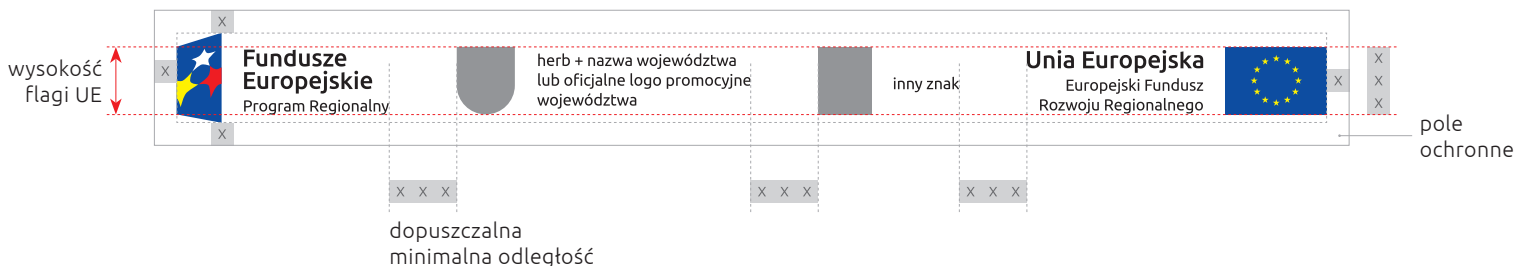 X
wysokość
flagi UE
X
Fundusze
Europejskie
Program Regionalny
herb + nazwa województwa
lub oficjalne logo promocyjne
województwa
inny znak
Unia Europejska
Europejski Fundusz
Rozwoju Regionalnego
X
X
X
X
X
pole
ochronne
X X X
X X X
X X X
dopuszczalna
minimalna odległość